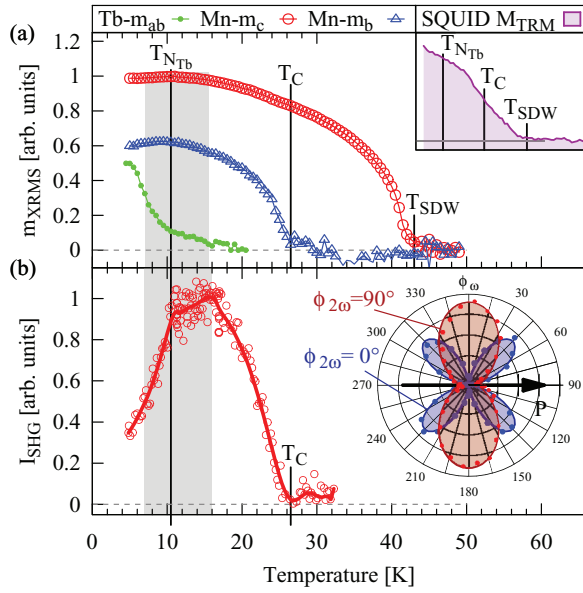 Tb-m_ab Mn-m_c Mn-m_b
SQUID M_TRM
(a)
T_N_Tb
T_C
T_SDW
T_N_Tb
T_C
T_SDW
m_XRMS [arb. units]
1.2
1
0.8
0.6
0.4
0.2
0
(b)
I_SHG [arb. units]
1
0.8
0.6
0.4
0.2
0
T_C
ϕ_2ω=90°
ϕ_2ω= 0°
ϕ_ω
330
30
300
60
270
90
240
120
210
150
180
P
0 10 20 30 40 50 60
Temperature [K]